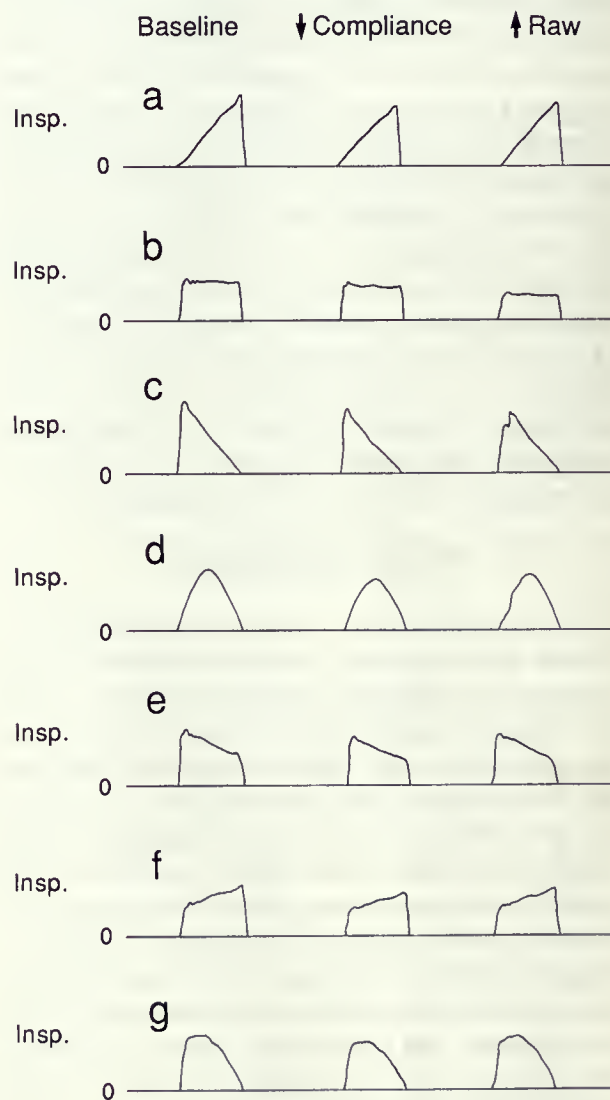 Baseline ↓ Compliance ↑ Raw
a
Insp.
0
b
Insp.
0
c
Insp.
0
d
Insp.
0
e
Insp.
0
f
Insp.
0
g
Insp.
0